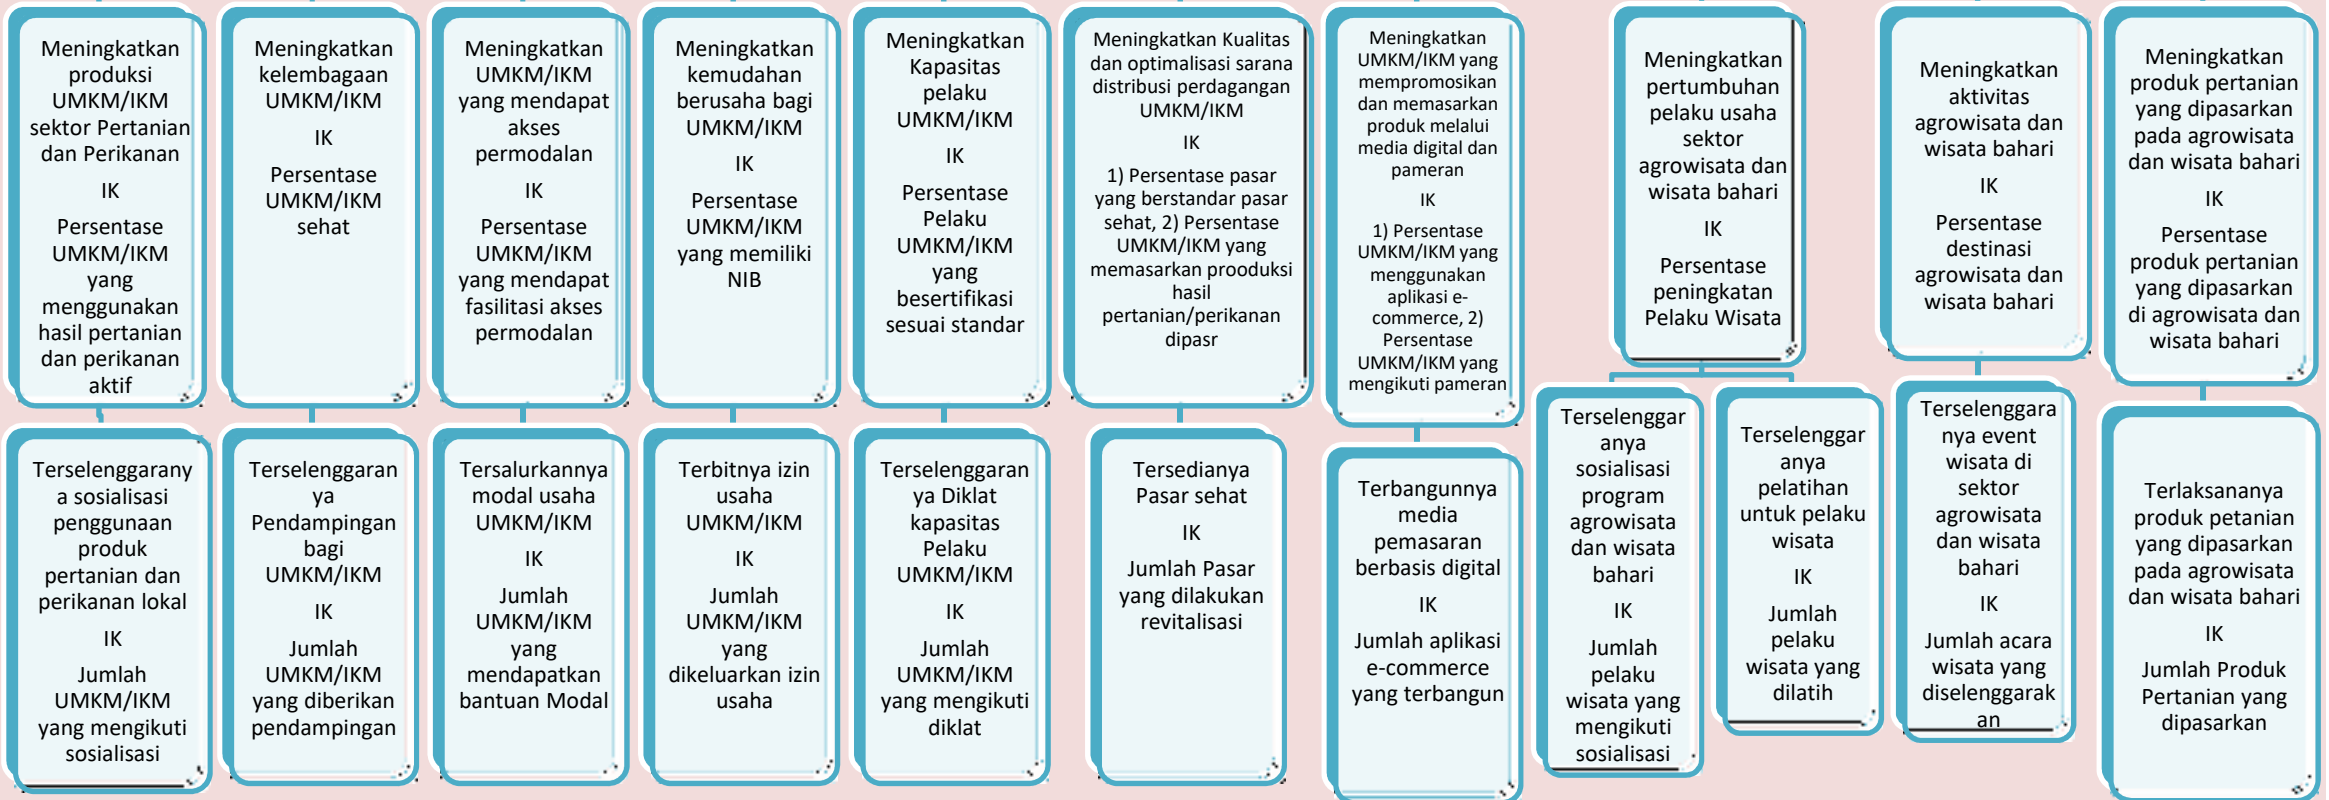 Meningkatkan
produksi
UMKM/IKM
sektor Pertanian
dan Perikanan
IK
Persentase
UMKM/IKM
yang
menggunakan
hasil pertanian
dan perikanan
aktif
Meningkatkan
kelembagaan
UMKM/IKM
IK
Persentase
UMKM/IKM
sehat
Meningkatkan
UMKM/IKM
yang mendapat
akses
permodalan
IK
Persentase
UMKM/IKM
yang mendapat
fasilitasi akses
permodalan
Meningkatkan
kemudahan
berusaha bagi
UMKM/IKM
IK
Persentase
UMKM/IKM
yang memiliki
NIB
Meningkatkan
Kapasitas
pelaku
UMKM/IKM
IK
Persentase
Pelaku
UMKM/IKM
yang
besertifikasi
sesuai standar
Meningkatkan Kualitas
dan optimalisasi sarana
distribusi perdagangan
UMKM/IKM
IK
1) Persentase pasar
yang berstandar pasar
sehat, 2) Persentase
UMKM/IKM yang
memasarkan prooduksi
hasil
pertanian/perikanan
dipasr
Meningkatkan
UMKM/IKM yang
mempromosikan
dan memasarkan
produk melalui
media digital dan
pameran
IK
1) Persentase
UMKM/IKM yang
menggunakan
aplikasi e-
commerce, 2)
Persentase
UMKM/IKM yang
mengikuti pameran
Meningkatkan
pertumbuhan
pelaku usaha
sektor
agrowisata dan
wisata bahari
IK
Persentase
peningkatan
Pelaku Wisata
Meningkatkan
aktivitas
agrowisata dan
wisata bahari
IK
Persentase
destinasi
agrowisata dan
wisata bahari
Meningkatkan
produk pertanian
yang dipasarkan
pada agrowisata
dan wisata bahari
IK
Persentase
produk pertanian
yang dipasarkan
di agrowisata dan
wisata bahari
Terselenggarany
a sosialisasi
penggunaan
produk
pertanian dan
perikanan lokal
IK
Jumlah
UMKM/IKM
yang mengikuti
sosialisasi
Terselenggaran
ya
Pendampingan
bagi
UMKM/IKM
IK
Jumlah
UMKM/IKM
yang diberikan
pendampingan
Tersalurkannya
modal usaha
UMKM/IKM
IK
Jumlah
UMKM/IKM
yang
mendapatkan
bantuan Modal
Terbitnya izin
usaha
UMKM/IKM
IK
Jumlah
UMKM/IKM
yang
dikeluarkan izin
usaha
Terselenggaran
ya Diklat
kapasitas
Pelaku
UMKM/IKM
IK
Jumlah
UMKM/IKM
yang mengikuti
diklat
Tersedianya
Pasar sehat
IK
Jumlah Pasar
yang dilakukan
revitalisasi
Terbangunnya
media
pemasaran
berbasis digital
IK
Jumlah aplikasi
e-commerce
yang terbangun
Terselenggar
anya
sosialisasi
program
agrowisata
dan wisata
bahari
IK
Jumlah
pelaku
wisata yang
mengikuti
sosialisasi
Terselenggar
anya
pelatihan
untuk pelaku
wisata
IK
Jumlah
pelaku
wisata yang
dilatih
Terselenggara
nya event
wisata di
sektor
agrowisata
dan wisata
bahari
IK
Jumlah acara
wisata yang
diselenggarak
an
Terlaksananya
produk petanian
yang dipasarkan
pada agrowisata
dan wisata bahari
IK
Jumlah Produk
Pertanian yang
dipasarkan